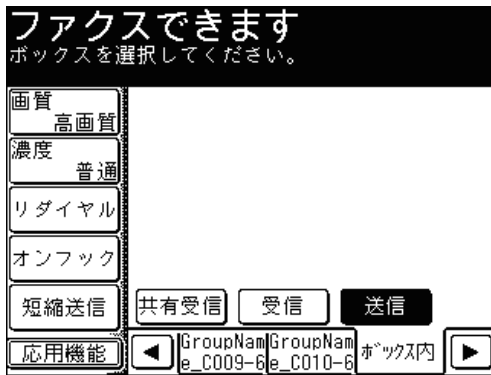 ファクスできます
ボックスを選択してください。
画質
高画質
濃度
普通
リダイヤル
オンフック
短縮送信
共有受信 受信 送信
応用機能
GroupNam GroupNam ﾎﾞｯｸｽ内
e_C009-6 e_C010-6